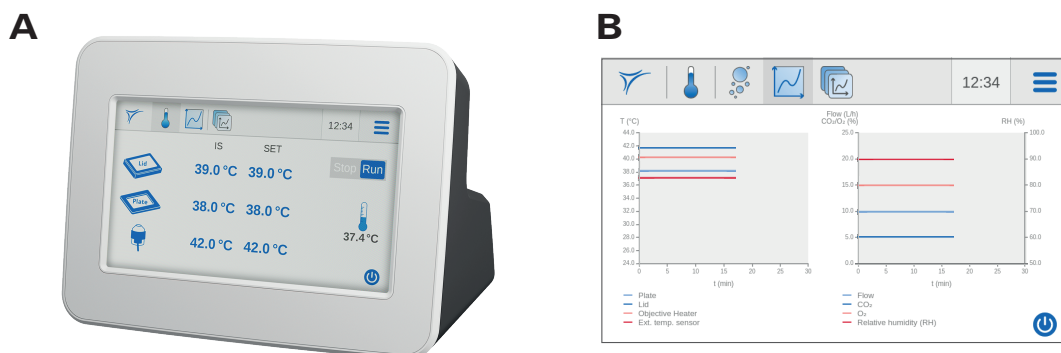 A
12:34
IS SET
Lid 39.0 °C 39.0 °C Stop Run
Plate 38.0 °C 38.0 °C
37.4 °C
42.0 °C 42.0 °C
B
12:34
T (°C)
44.0
42.0
40.0
38.0
36.0
34.0
32.0
30.0
28.0
26.0
24.0
0 5 10 15 20 25 30
t (min)
Plate
Lid
Objective Heater
Ext. temp. sensor
Flow (L/h)
CO₂/O₂ (%)
RH (%)
25.0
20.0
15.0
10.0
5.0
0.0
100.0
90.0
80.0
70.0
60.0
50.0
0 5 10 15 20 25 30
t (min)
Flow
CO₂
O₂
Relative humidity (RH)